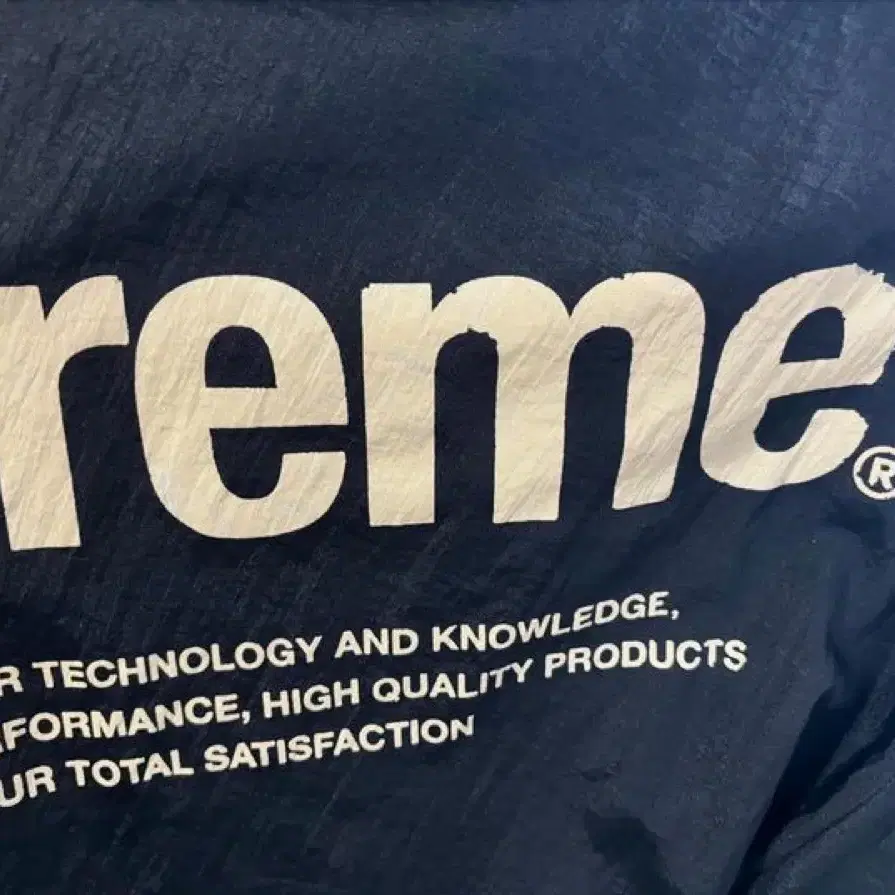 reme®
R TECHNOLOGY AND KNOWLEDGE,
FORMANCE, HIGH QUALITY PRODUCTS
UR TOTAL SATISFACTION